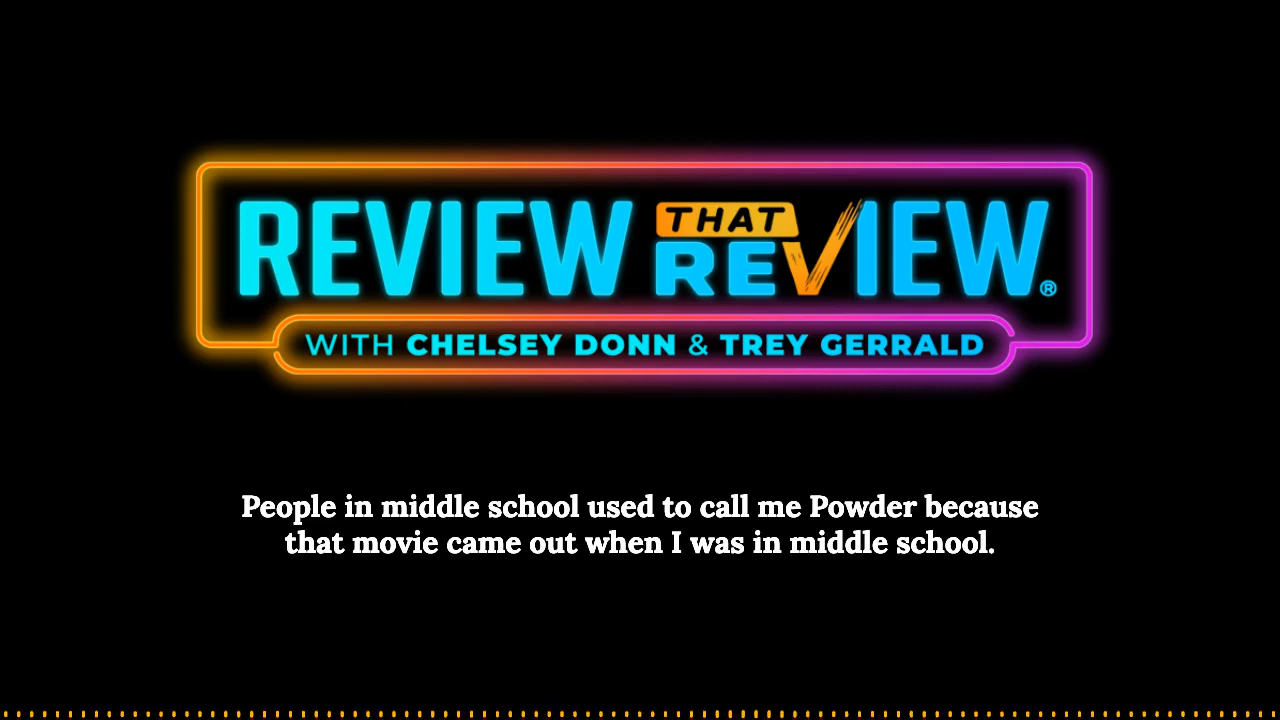 REVIEW THAT REVIEW®
WITH CHELSEY DONN & TREY GERRALD
People in middle school used to call me Powder because
that movie came out when I was in middle school.